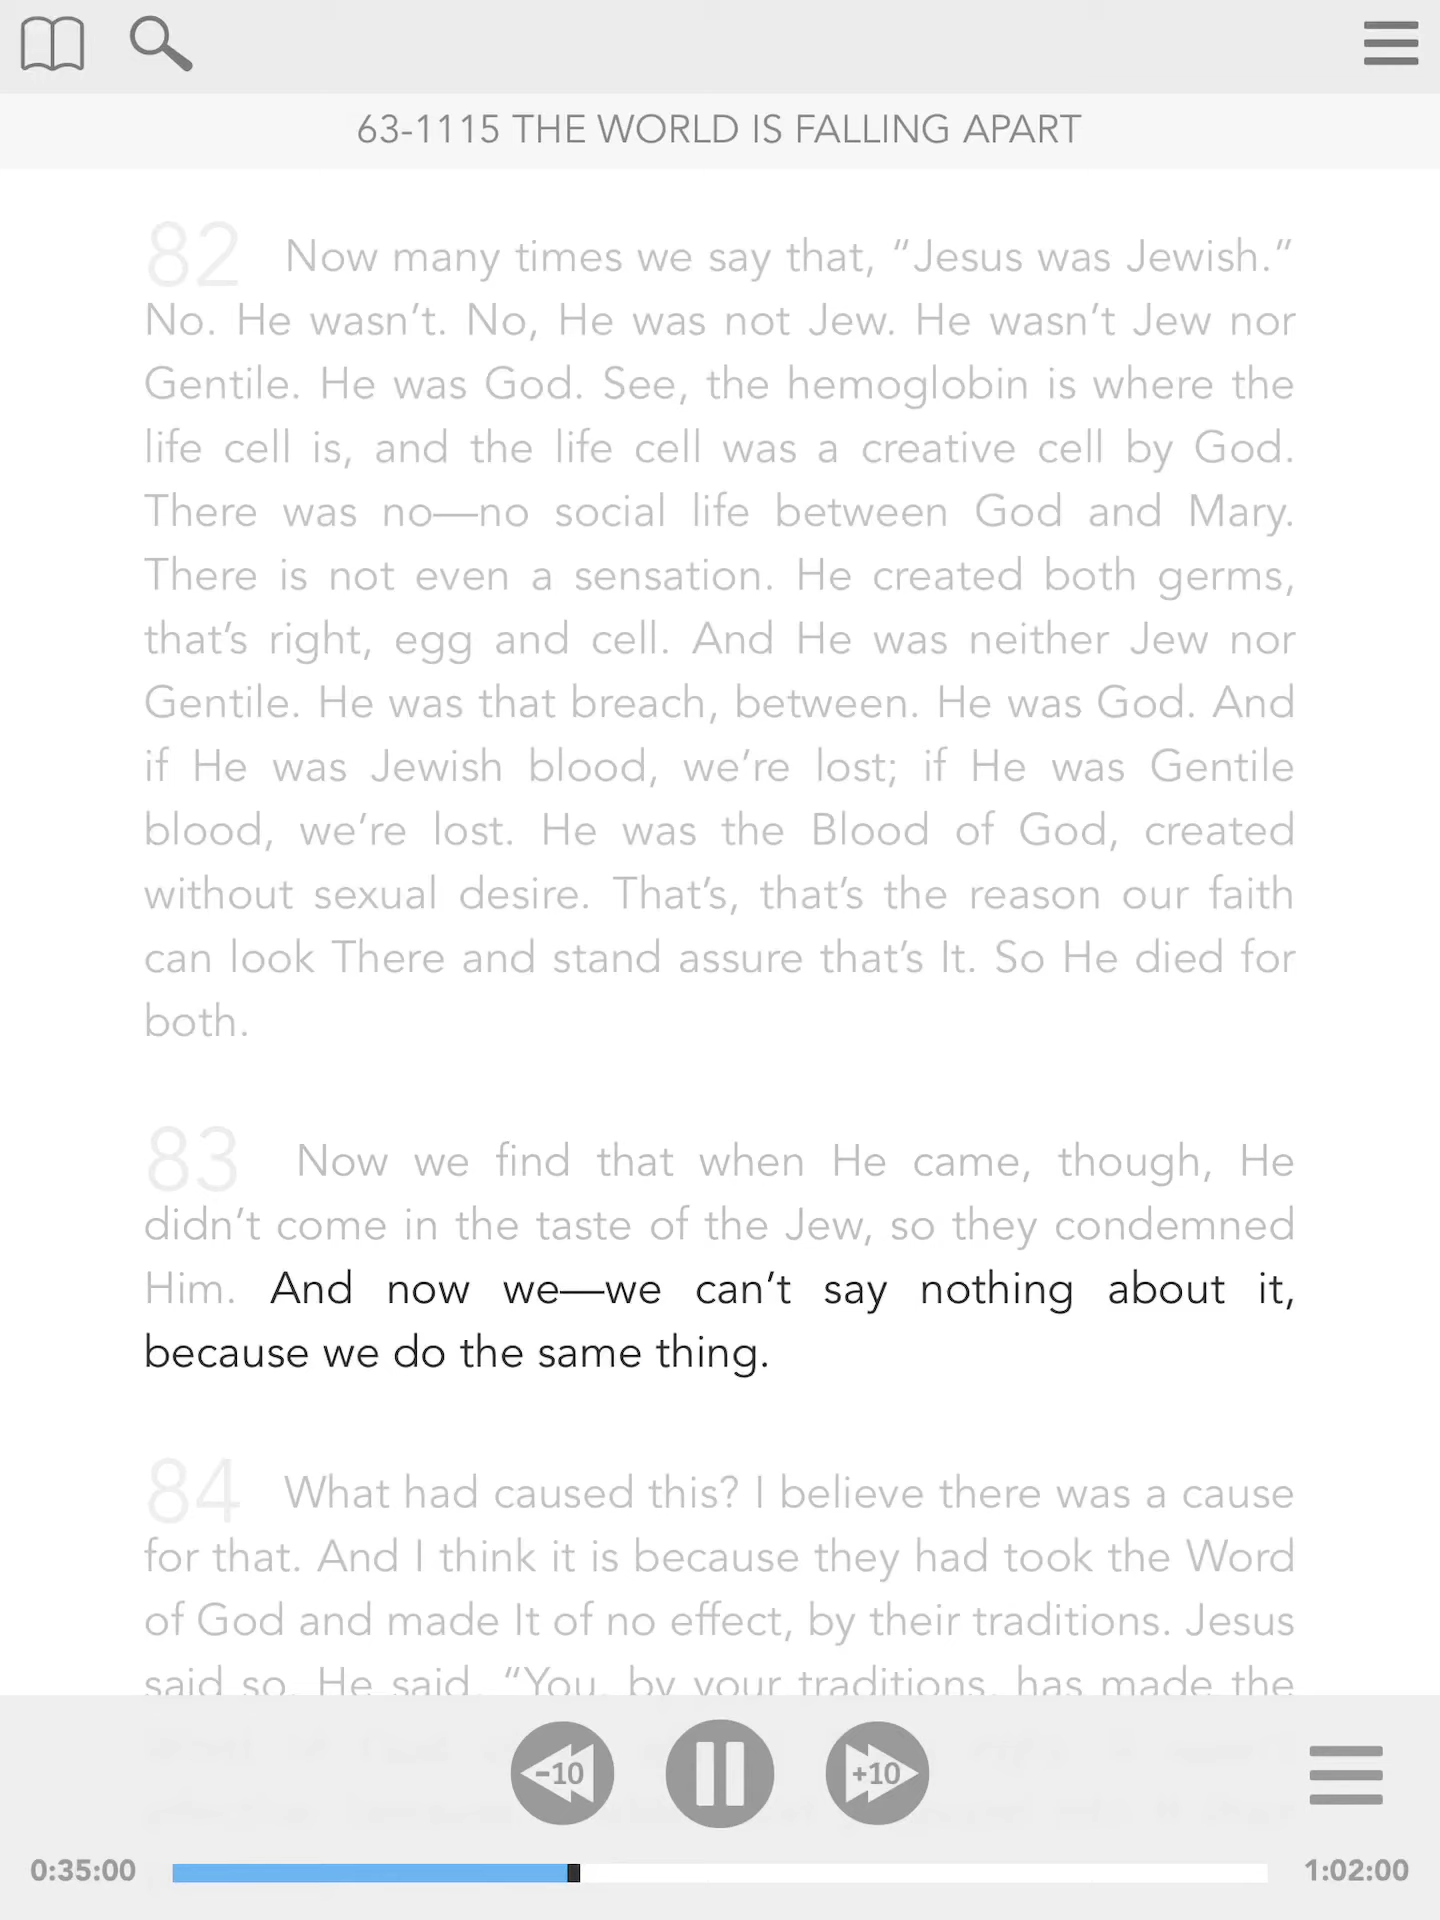 63-1115 THE WORLD IS FALLING APART
82 Now many times we say that, “Jesus was Jewish.”
No. He wasn’t. No, He was not Jew. He wasn’t Jew nor
Gentile. He was God. See, the hemoglobin is where the
life cell is, and the life cell was a creative cell by God.
There was no—no social life between God and Mary.
There is not even a sensation. He created both germs,
that’s right, egg and cell. And He was neither Jew nor
Gentile. He was that breach, between. He was God. And
if He was Jewish blood, we’re lost; if He was Gentile
blood, we’re lost. He was the Blood of God, created
without sexual desire. That’s, that’s the reason our faith
can look There and stand assure that’s It. So He died for
both.
83 Now we find that when He came, though, He
didn’t come in the taste of the Jew, so they condemned
Him. And now we—we can’t say nothing about it,
because we do the same thing.
84 What had caused this? I believe there was a cause
for that. And I think it is because they had took the Word
of God and made It of no effect, by their traditions. Jesus
said so. He said, “You, by your traditions, has made the
-10 +10
0:35:00 1:02:00